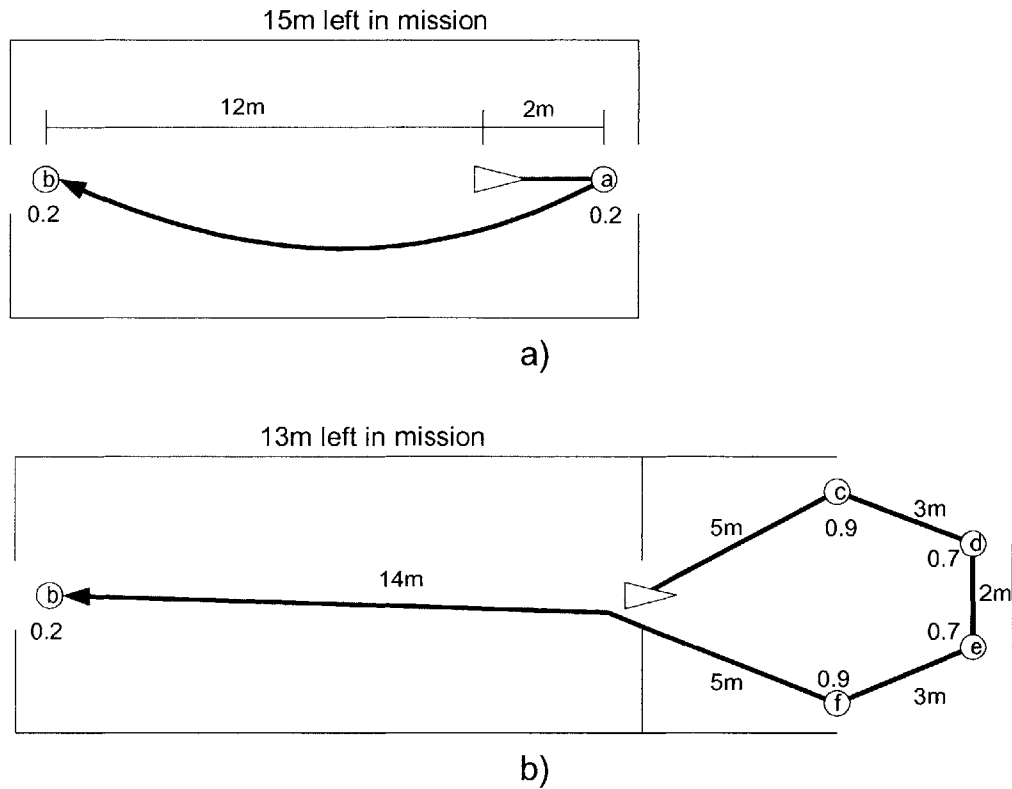 15m left in mission
12m
2m
b
a
0.2
0.2
a)
13m left in mission
c
3m
5m
0.9
d
0.7
14m
b
2m
0.2
0.7
e
0.9
5m
3m
f
b)